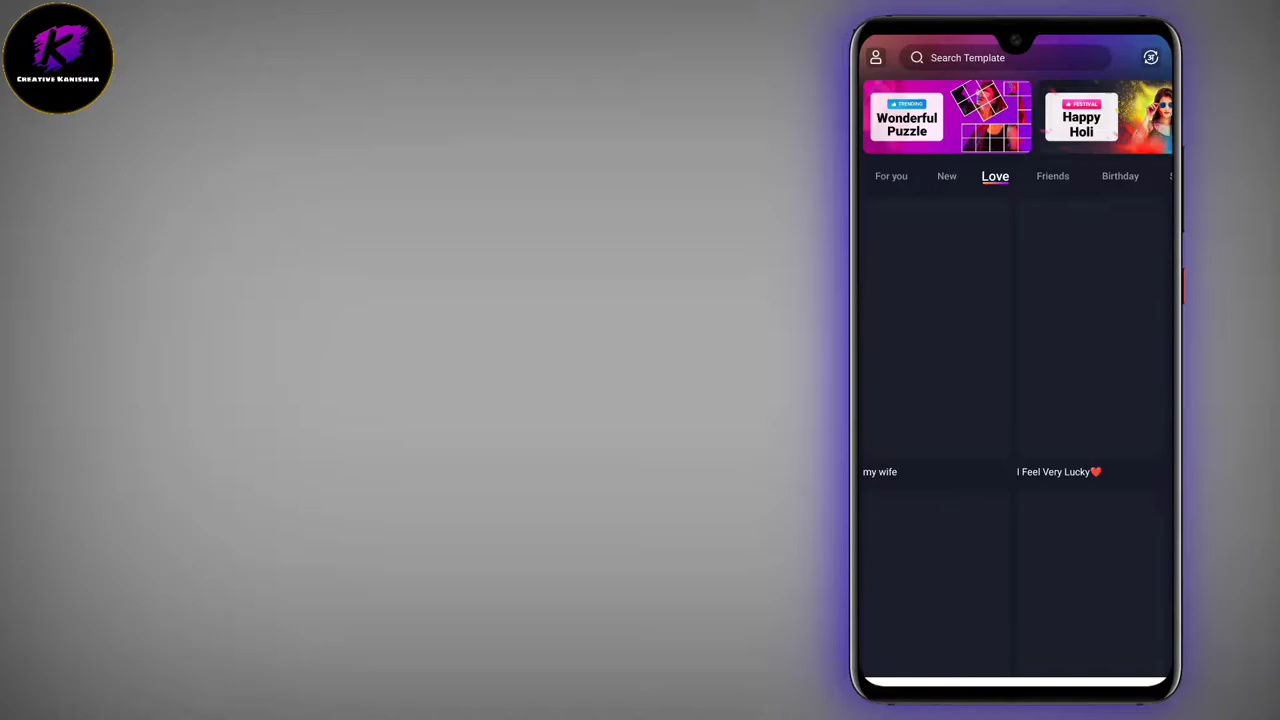 K
CREATIVE KANISHKA
Search Template
अ
TRENDING
Wonderful
Puzzle
FESTIVAL
Happy
Holi
For you
New
Love
Friends
Birthday
my wife
I Feel Very Lucky❤️